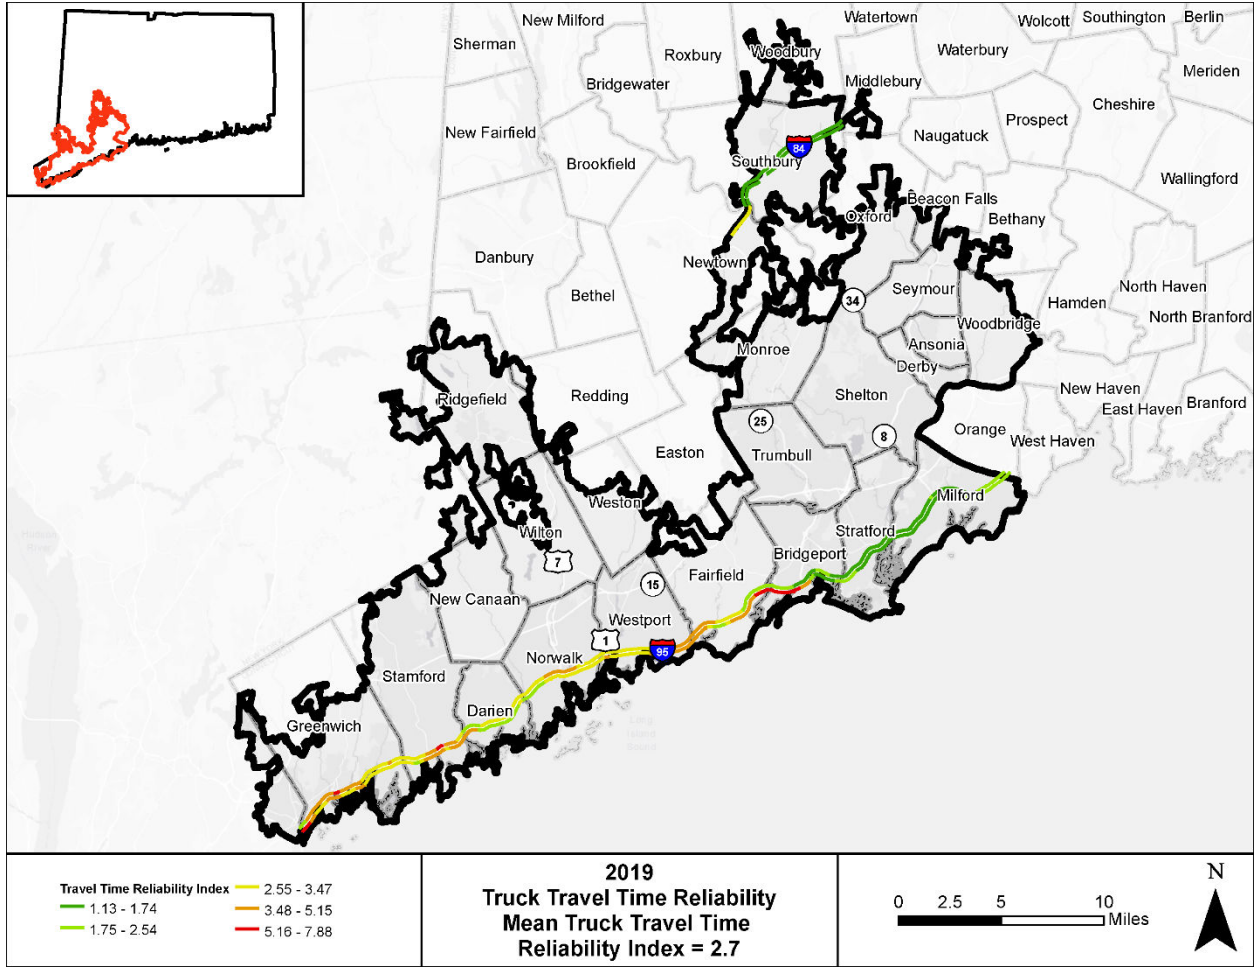 New Milford
Watertown
Wolcott
Southington
Berlin
Sherman
Roxbury
Woodbury
Waterbury
Bridgewater
Middlebury
Meriden
Cheshire
New Fairfield
Prospect
Naugatuck
84
Brookfield
Southbury
Wallingford
Beacon Falls
Oxford
Bethany
Danbury
Newtown
Seymour
North Haven
Bethel
34
Hamden
North Branford
Woodbridge
Ansonia
Monroe
Derby
New Haven
Ridgefield
Redding
Shelton
East Haven
Branford
25
8
Orange
West Haven
Easton
Trumbull
Weston
Milford
Wilton
Stratford
7
Bridgeport
15
Fairfield
New Canaan
Westport
1
95
Norwalk
Stamford
Darien
Greenwich
Long
Island
Sound
Travel Time Reliability Index
1.13 - 1.74
1.75 - 2.54
2.55 - 3.47
3.48 - 5.15
5.16 - 7.88
2019
Truck Travel Time Reliability
Mean Truck Travel Time
Reliability Index = 2.7
0 2.5 5 10
Miles
N